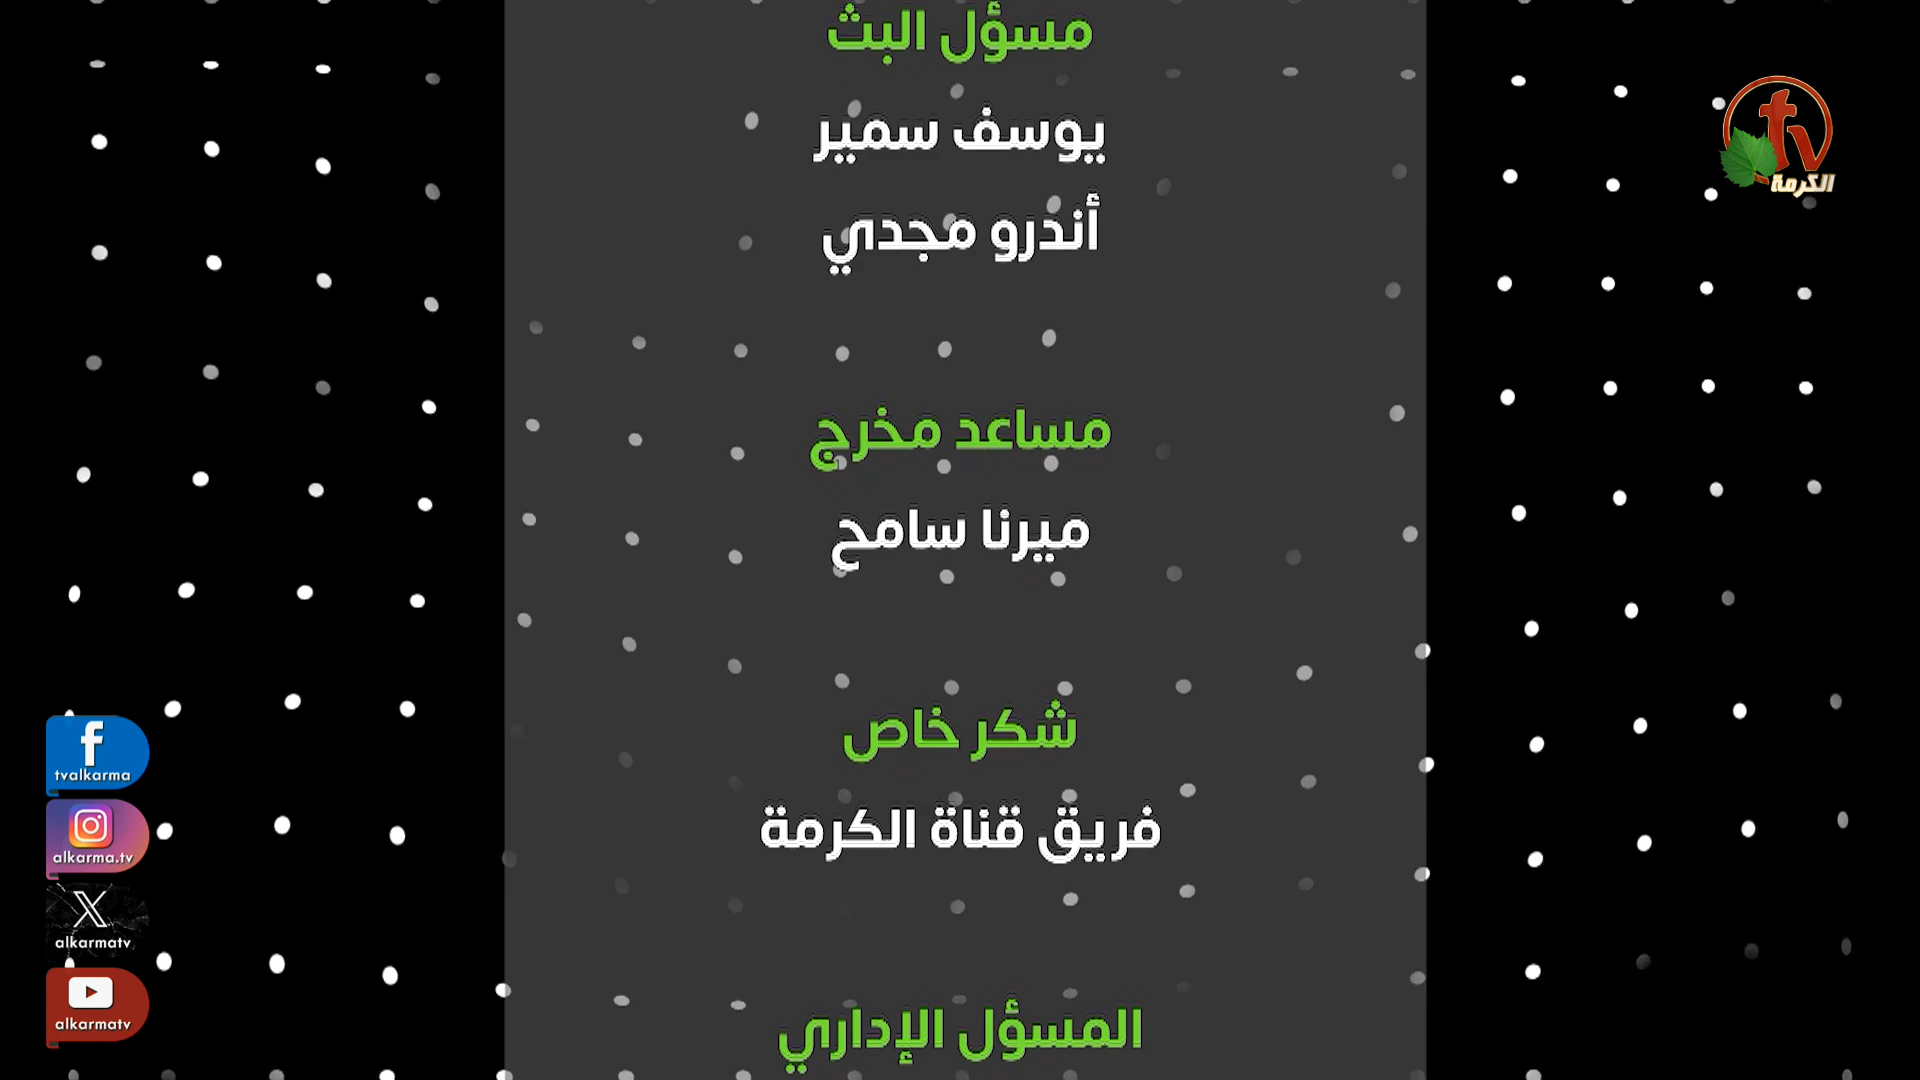 مسؤل البث
يوسف سمير
أندرو مجدي
مساعد مخرج
ميرنا سامح
شكر خاص
فريق قناة الكرمة
المسؤل الإداري
tv
الكرمة
tvalkarma
alkarma.tv
alkarmatv
alkarmatv